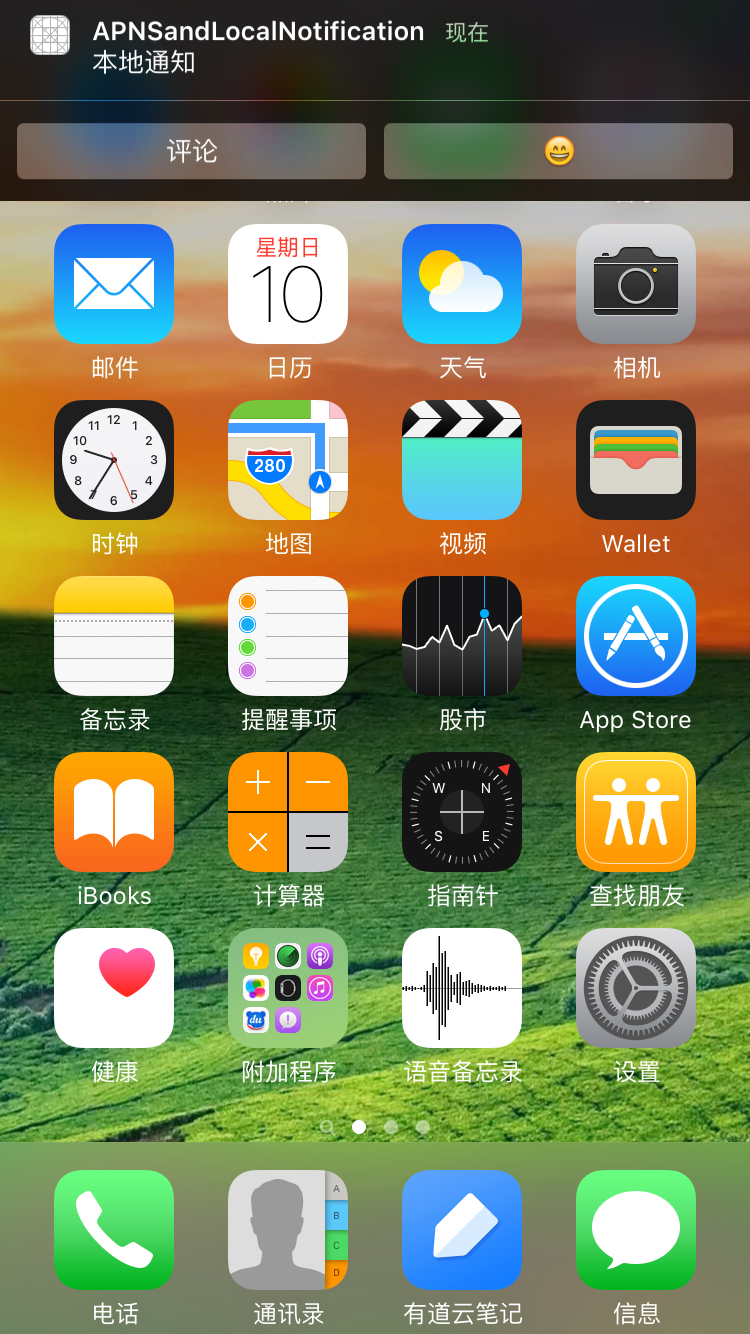 APNSandLocalNotification 现在
本地通知
评论 😄
星期日
10
邮件 日历 天气 相机
12
11 1
10 2
9 3
8 4
7 5
6
280
时钟 地图 视频 Wallet
备忘录 提醒事项 股市 App Store
W N
S E
iBooks 计算器 指南针 查找朋友
du
健康 附加程序 语音备忘录 设置
A
B
C
D
电话 通讯录 有道云笔记 信息